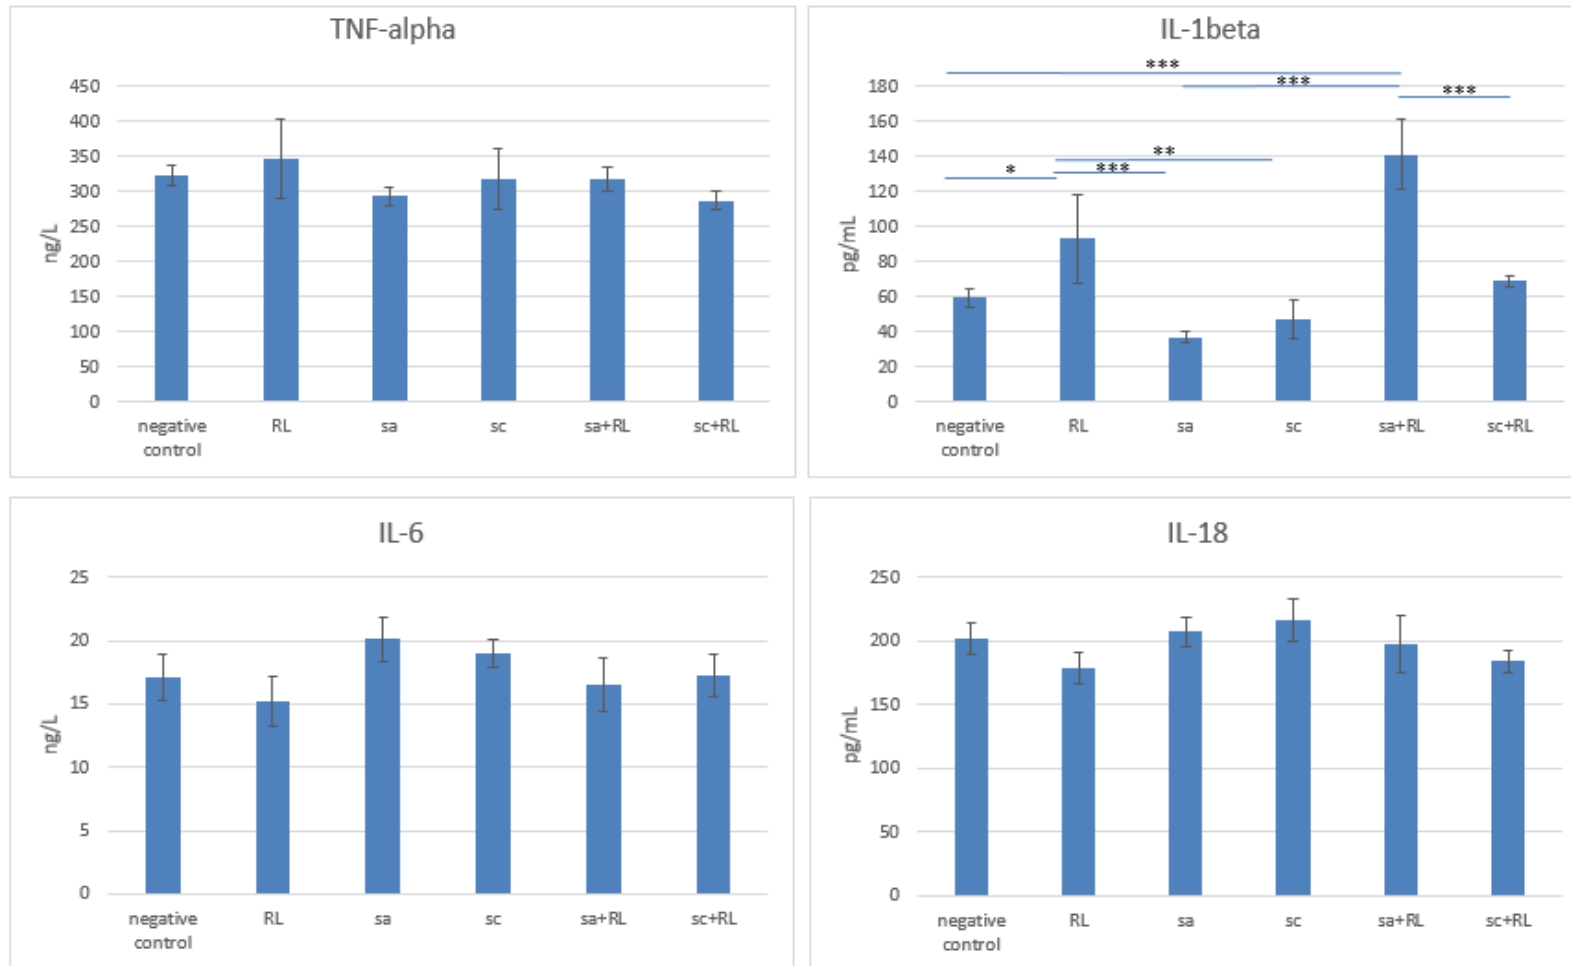 TNF-alpha
450
400
350
300
250
200
150
100
50
0
ng/L
negative
control
RL
sa
sc
sa+RL
sc+RL
IL-1beta
***
***
***
**
*
***
180
160
140
120
100
80
60
40
20
0
pg/mL
negative
control
RL
sa
sc
sa+RL
sc+RL
IL-6
25
20
15
10
5
0
ng/L
negative
control
RL
sa
sc
sa+RL
sc+RL
IL-18
250
200
150
100
50
0
pg/mL
negative
control
RL
sa
sc
sa+RL
sc+RL